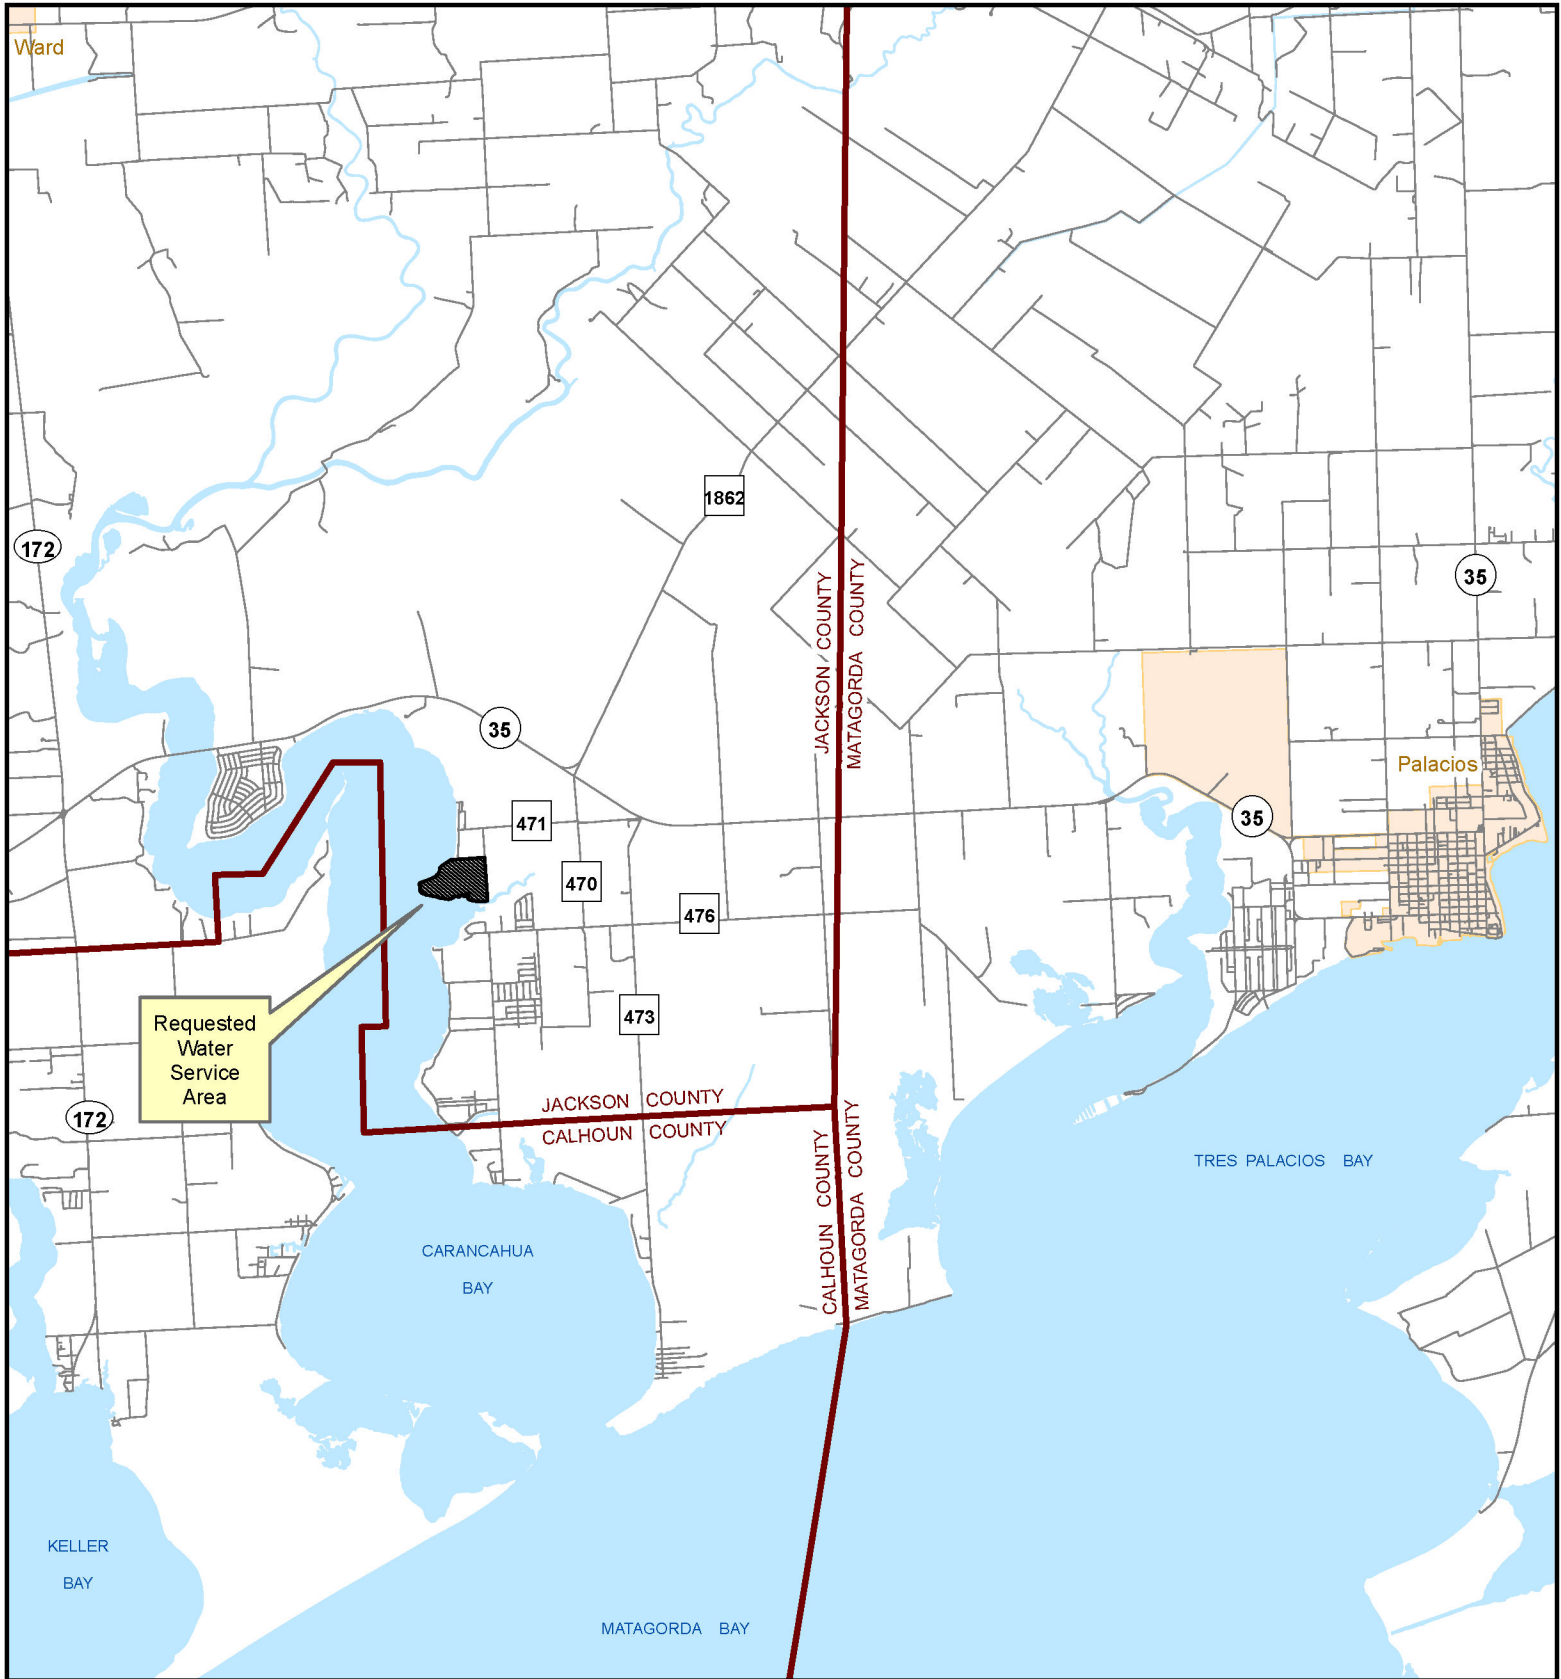 Ward
1862
172
35
JACKSON COUNTY
MATAGORDA COUNTY
35
Palacios
35
471
470
476
473
Requested
Water
Service
Area
172
JACKSON COUNTY
CALHOUN COUNTY
CALHOUN COUNTY
MATAGORDA COUNTY
TRES PALACIOS BAY
CARANCAHUA
BAY
KELLER
BAY
MATAGORDA BAY